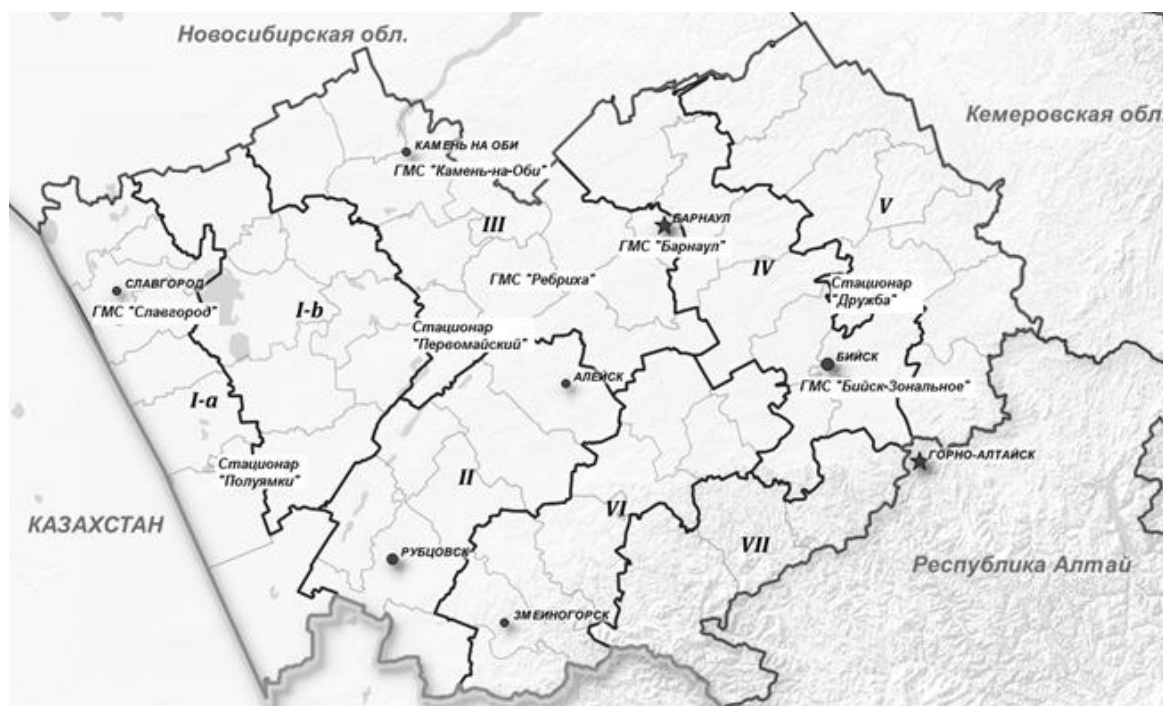 Новосибирская обл.
Кемеровская обл.
КАМЕНЬ НА ОБИ
ГМС "Камень-на-Оби"
V
III
БАРНАУЛ
ГМС "Барнаул"
IV
ГМС "Ребриха"
СЛАВГОРОД
ГМС "Славгород"
I-b
Стационар
"Дружба"
Стационар
"Первомайский"
БИЙСК
ГМС "Бийск-Зональное"
АЛЕЙСК
I-a
ГОРНО-АЛТАЙСК
Стационар
"Полуямки"
II
VI
КАЗАХСТАН
VII
РУБЦОВСК
Республика Алтай
ЗМЕИНОГОРСК